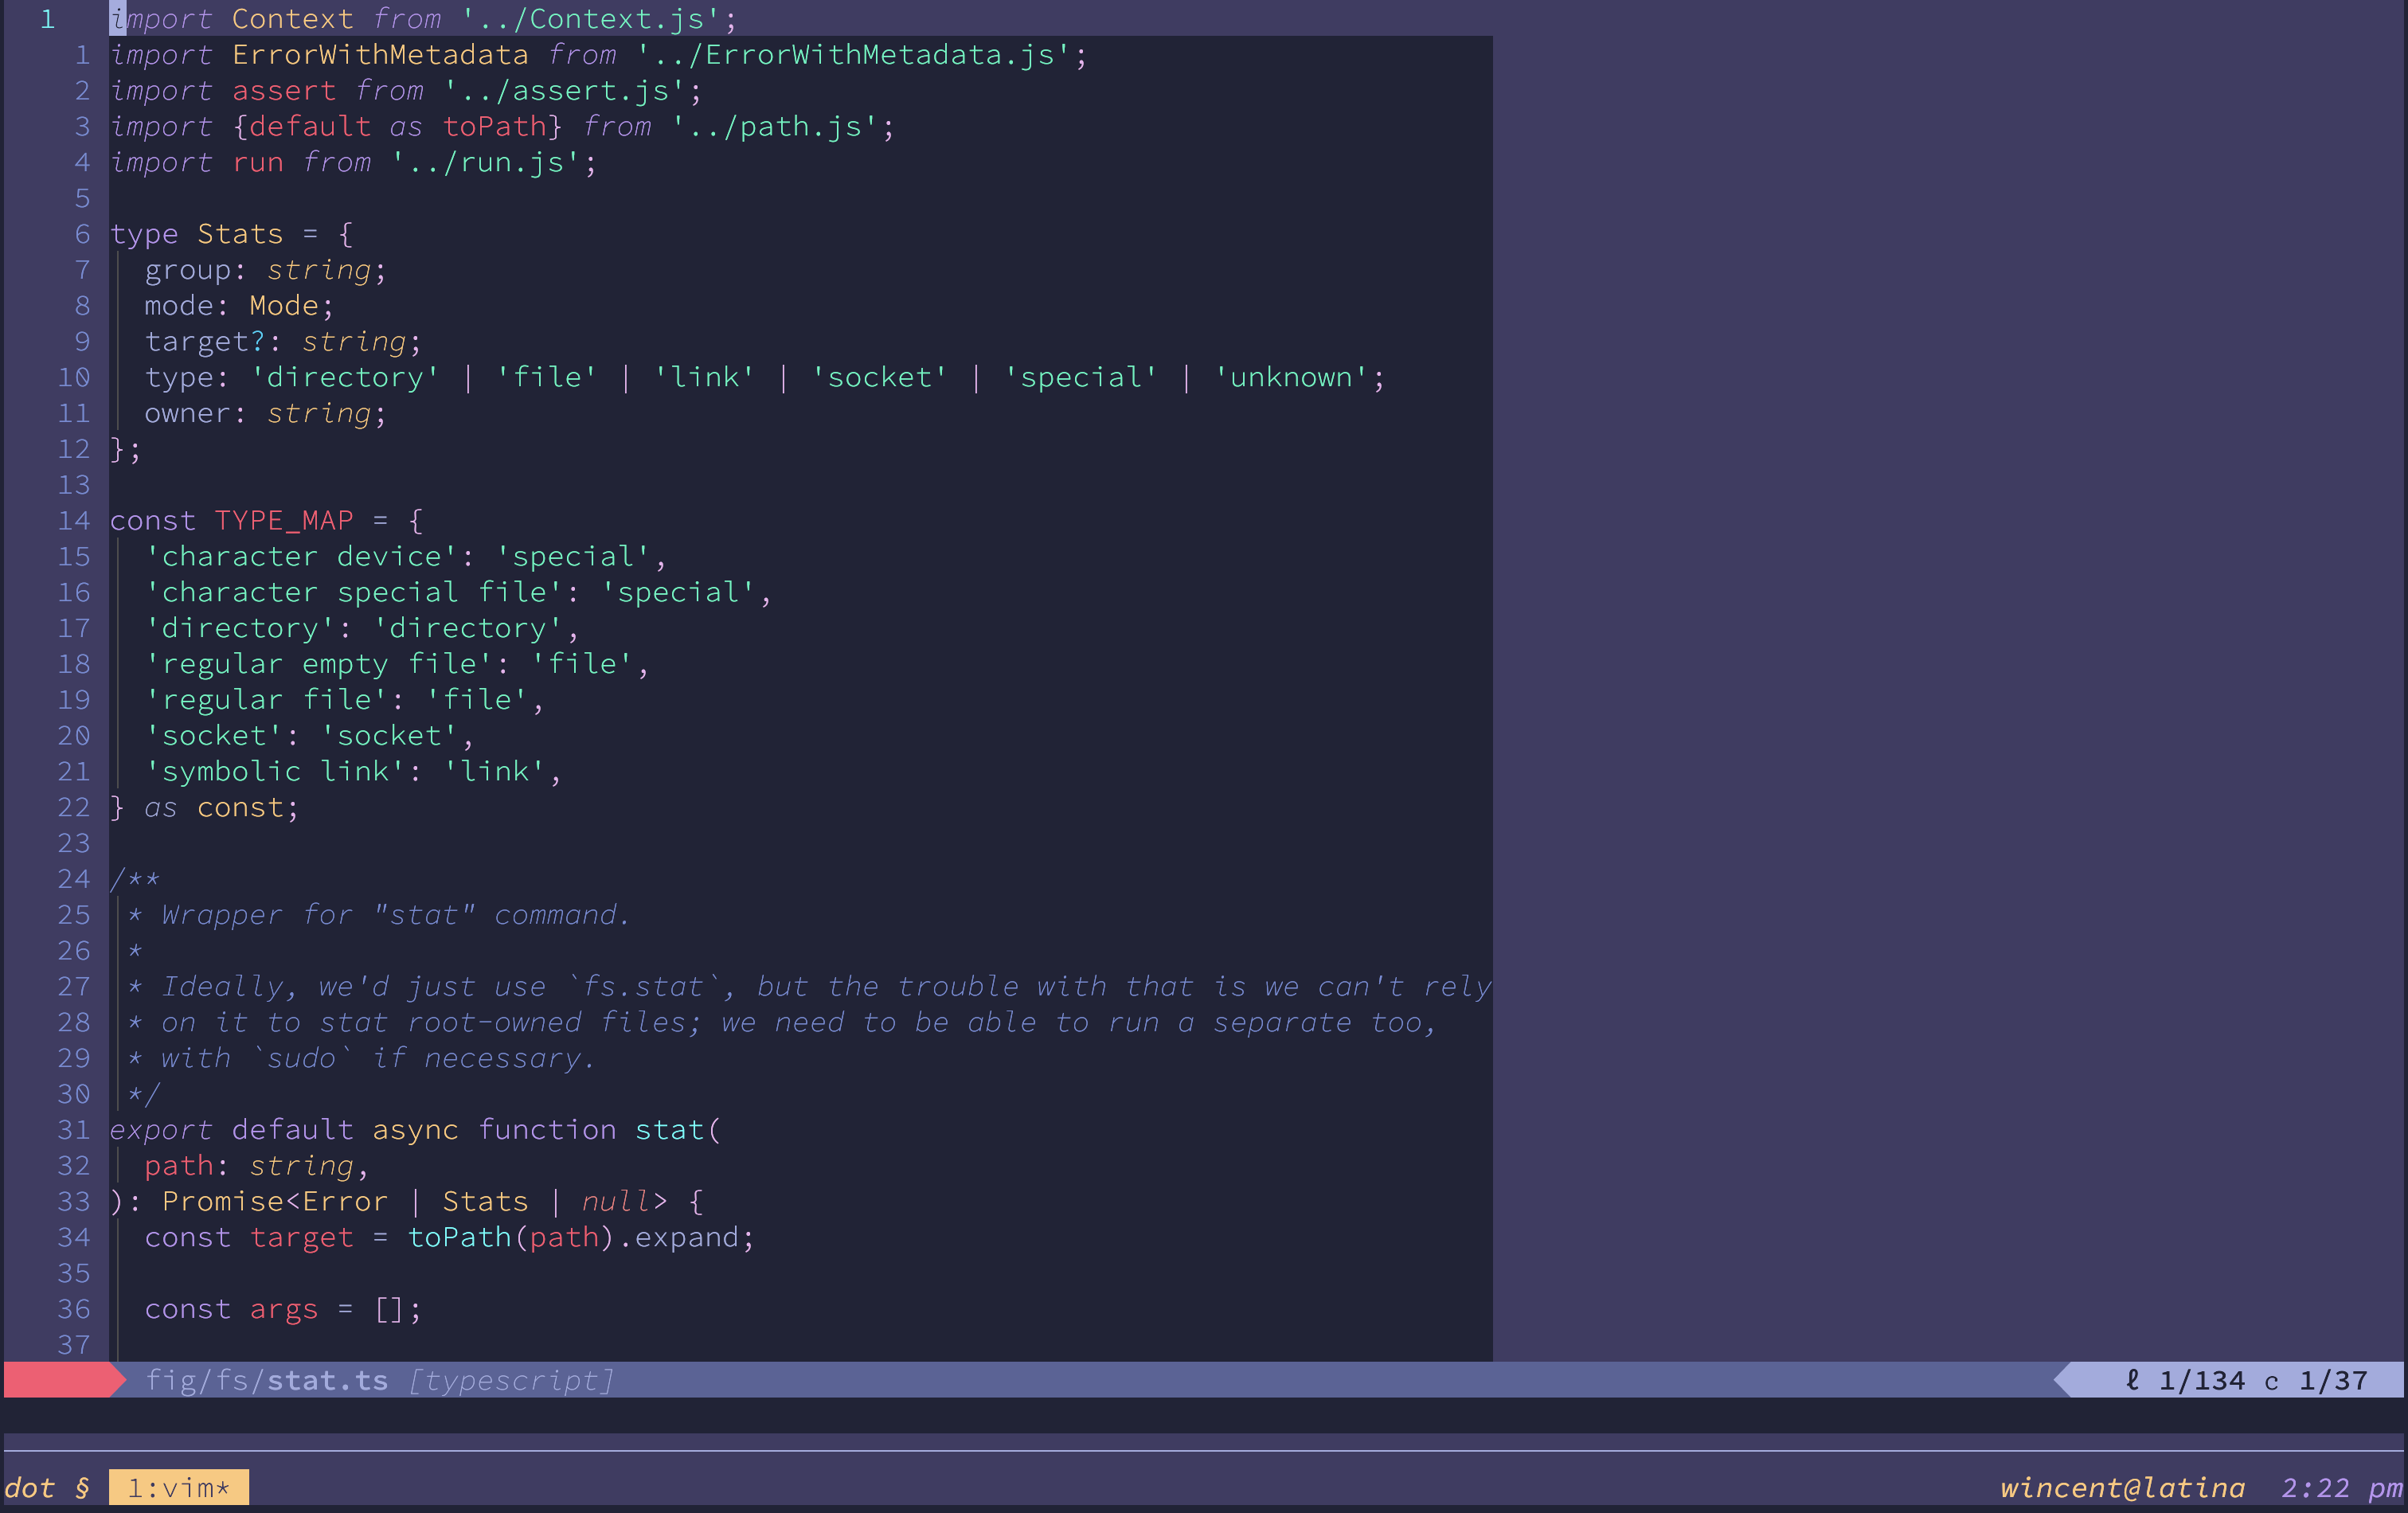 1 import Context from '../Context.js';
1 import ErrorWithMetadata from '../ErrorWithMetadata.js';
2 import assert from '../assert.js';
3 import {default as toPath} from '../path.js';
4 import run from '../run.js';
5
6 type Stats = {
7   group: string;
8   mode: Mode;
9   target?: string;
10   type: 'directory' | 'file' | 'link' | 'socket' | 'special' | 'unknown';
11   owner: string;
12 };
13
14 const TYPE_MAP = {
15   'character device': 'special',
16   'character special file': 'special',
17   'directory': 'directory',
18   'regular empty file': 'file',
19   'regular file': 'file',
20   'socket': 'socket',
21   'symbolic link': 'link',
22 } as const;
23
24 /**
25  * Wrapper for "stat" command.
26  *
27  * Ideally, we'd just use `fs.stat`, but the trouble with that is we can't rely
28  * on it to stat root-owned files; we need to be able to run a separate too,
29  * with `sudo` if necessary.
30  */
31 export default async function stat(
32   path: string,
33 ): Promise<Error | Stats | null> {
34   const target = toPath(path).expand;
35
36   const args = [];
37
fig/fs/stat.ts [typescript] ℓ 1/134 c 1/37
dot § 1:vim* wincent@latina 2:22 pm